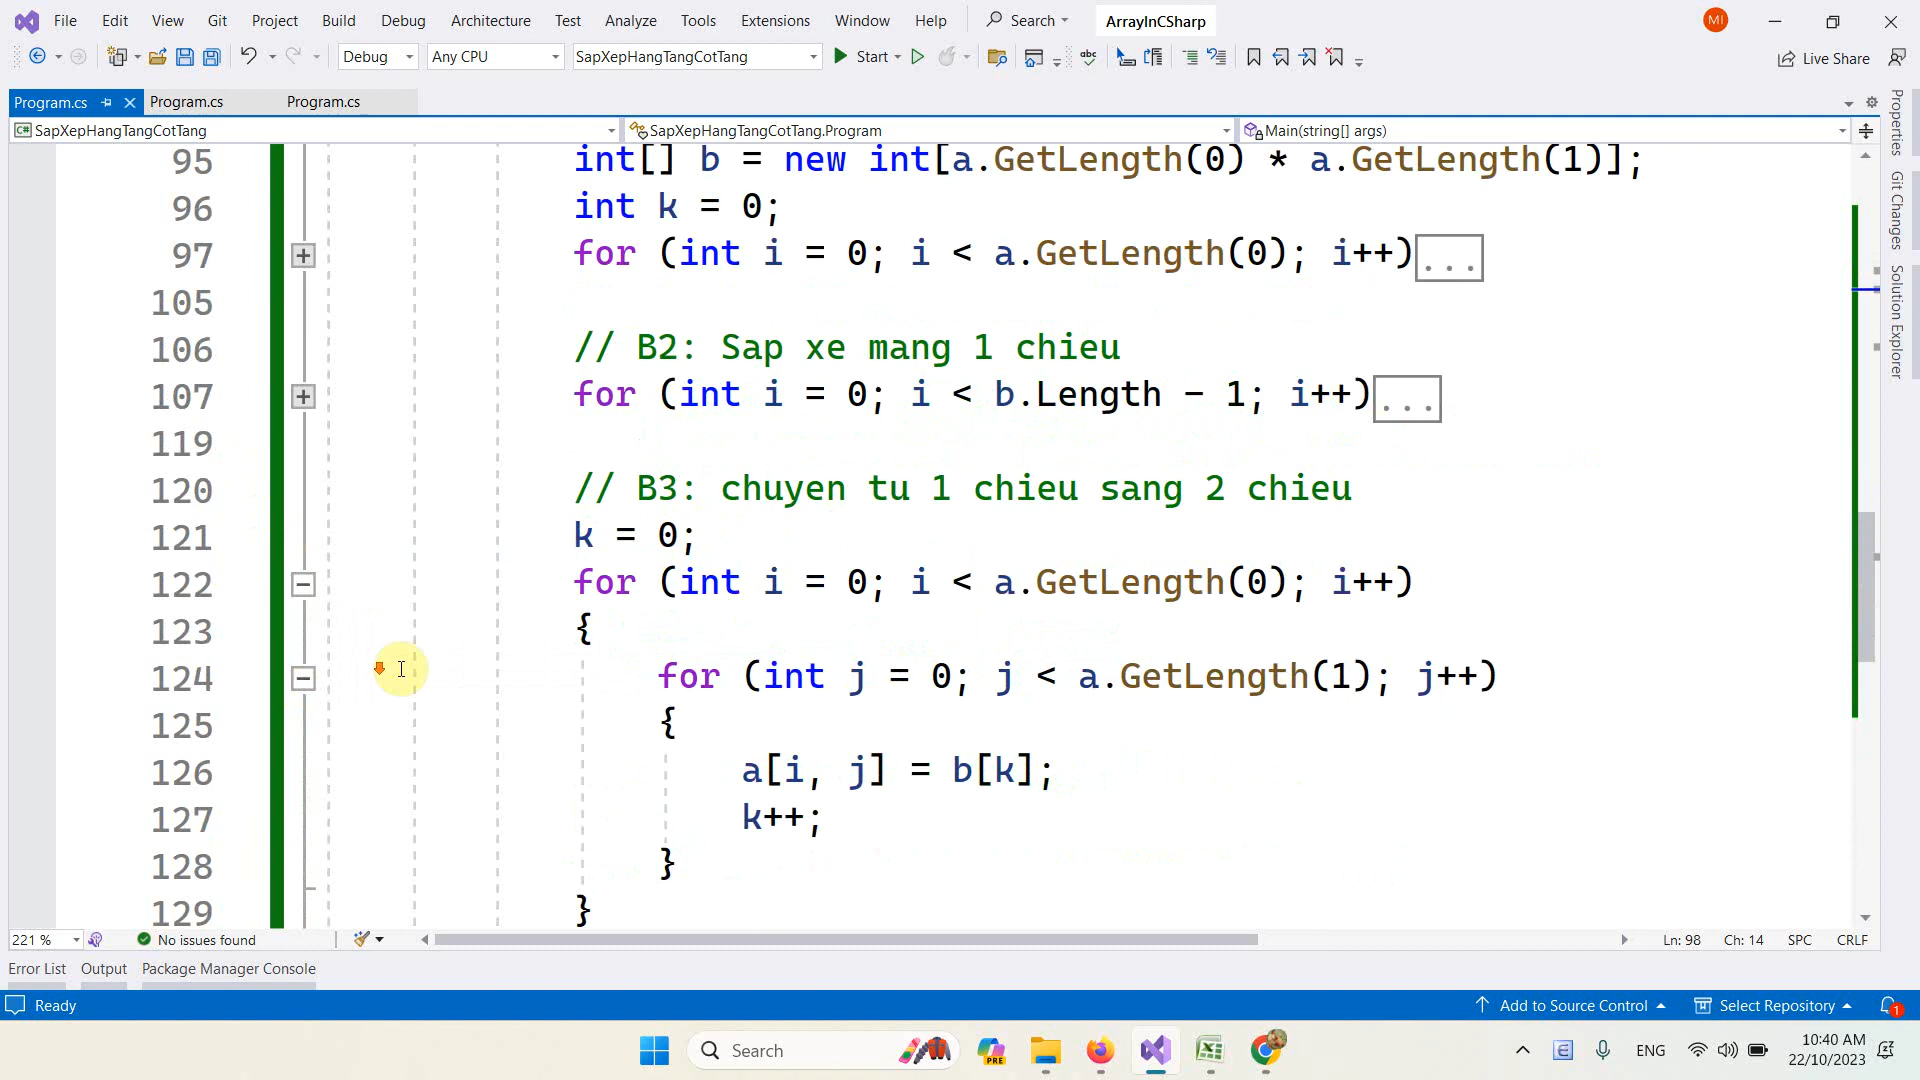 File Edit View Git Project Build Debug Architecture Test Analyze Tools Extensions Window Help Search ArrayInCSharp MI
Debug Any CPU SapXepHangTangCotTang Start abc Live Share
Program.cs Program.cs Program.cs
C# SapXepHangTangCotTang SapXepHangTangCotTang.Program Main(string[] args)
95 int[] b = new int[a.GetLength(0) * a.GetLength(1)];
96 int k = 0;
97 for (int i = 0; i < a.GetLength(0); i++)...
105
106 // B2: Sap xe mang 1 chieu
107 for (int i = 0; i < b.Length - 1; i++)...
119
120 // B3: chuyen tu 1 chieu sang 2 chieu
121 k = 0;
122 for (int i = 0; i < a.GetLength(0); i++)
123 {
124 for (int j = 0; j < a.GetLength(1); j++)
125 {
126 a[i, j] = b[k];
127 k++;
128 }
129 }
Properties
Git Changes
Solution Explorer
221 % No issues found Ln: 98 Ch: 14 SPC CRLF
Error List Output Package Manager Console
Ready Add to Source Control Select Repository 1
Search PRE E ENG 10:40 AM
22/10/2023